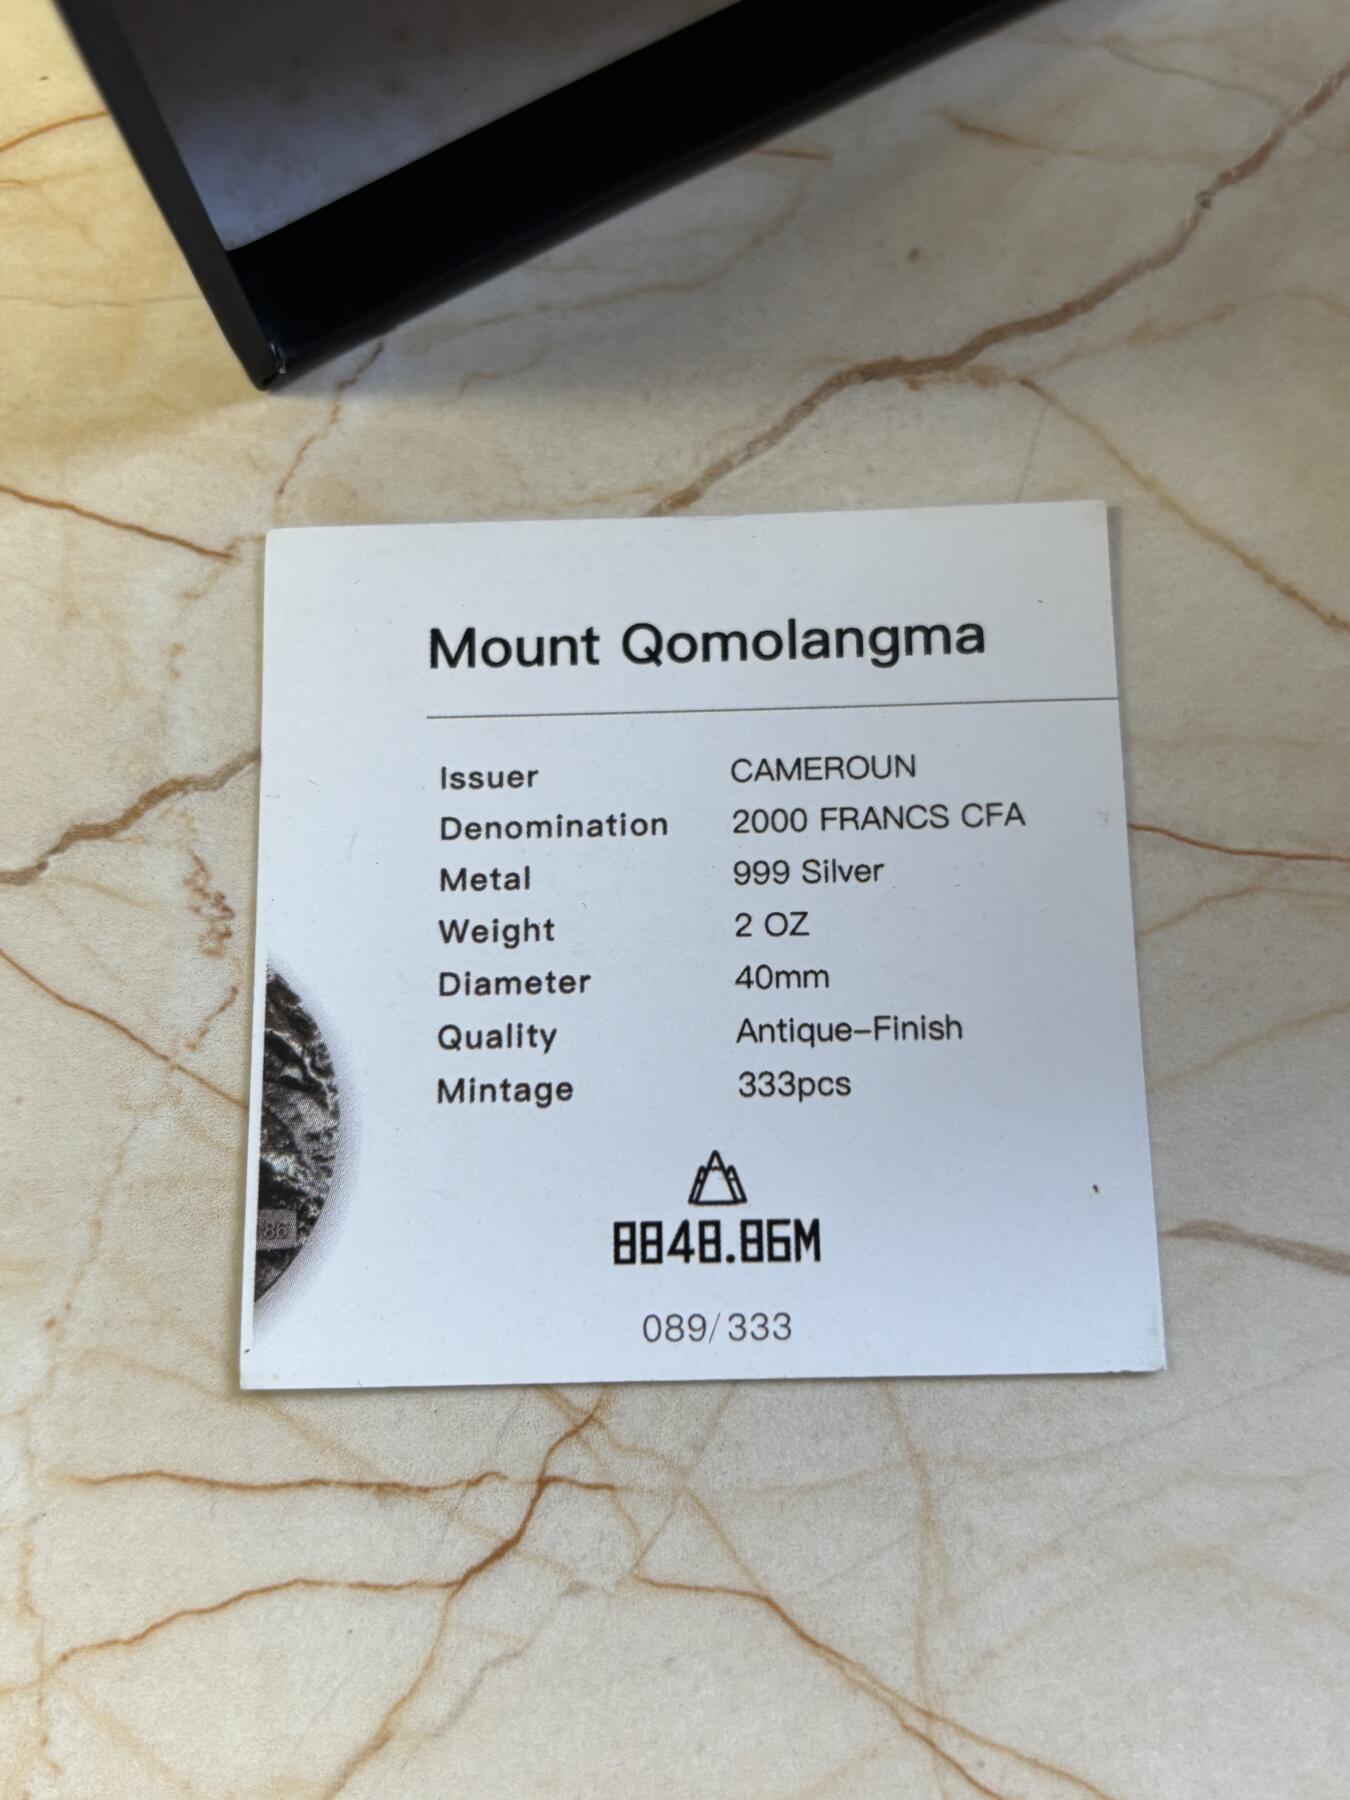 Mount Qomolangma
Issuer CAMEROUN
Denomination 2000 FRANCS CFA
Metal 999 Silver
Weight 2 OZ
Diameter 40mm
Quality Antique-Finish
Mintage 333pcs
86
8848.86M
089/333